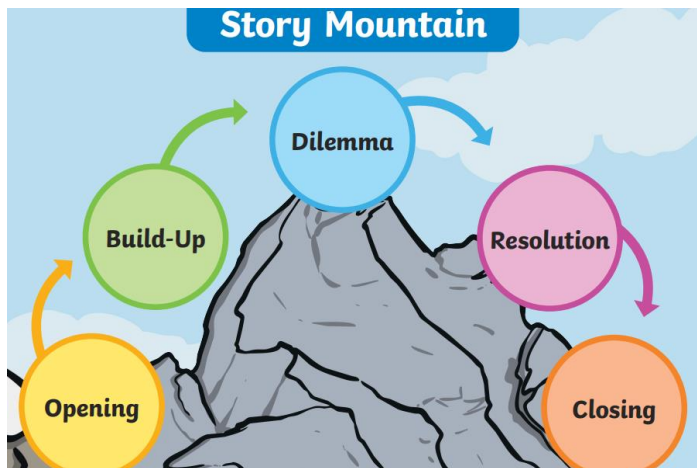 Story Mountain
Opening
Build-Up
Dilemma
Resolution
Closing